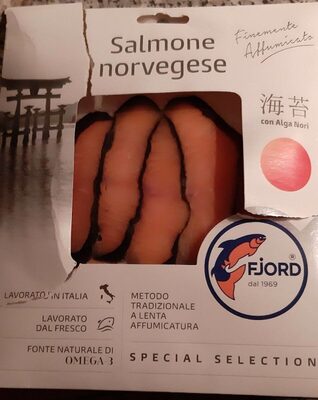 Salmone
norvegese
Finemente
Affumicato
海苔
con Alga Nori
FJORD
dal 1969
LAVORATO IN ITALIA
LAVORATO
DAL FRESCO
FONTE NATURALE DI
OMEGA-3
METODO
TRADIZIONALE
A LENTA
AFFUMICATURA
SPECIAL SELECTION